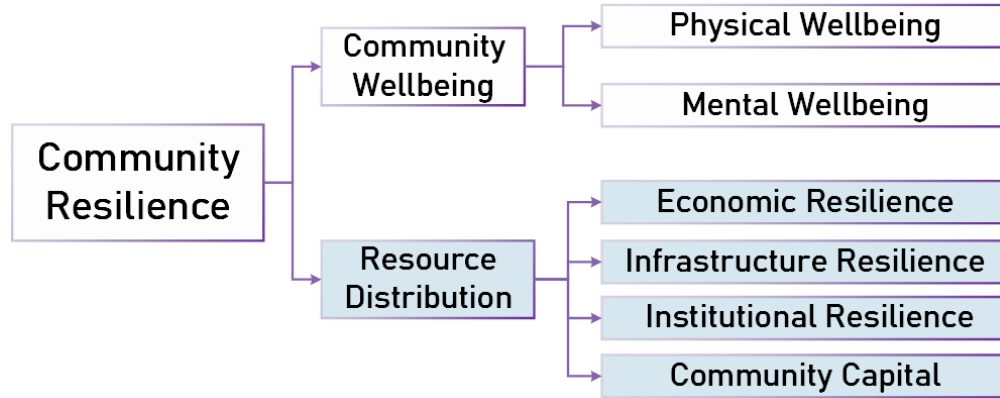 Community
Resilience
Community
Wellbeing
Physical Wellbeing
Mental Wellbeing
Resource
Distribution
Economic Resilience
Infrastructure Resilience
Institutional Resilience
Community Capital